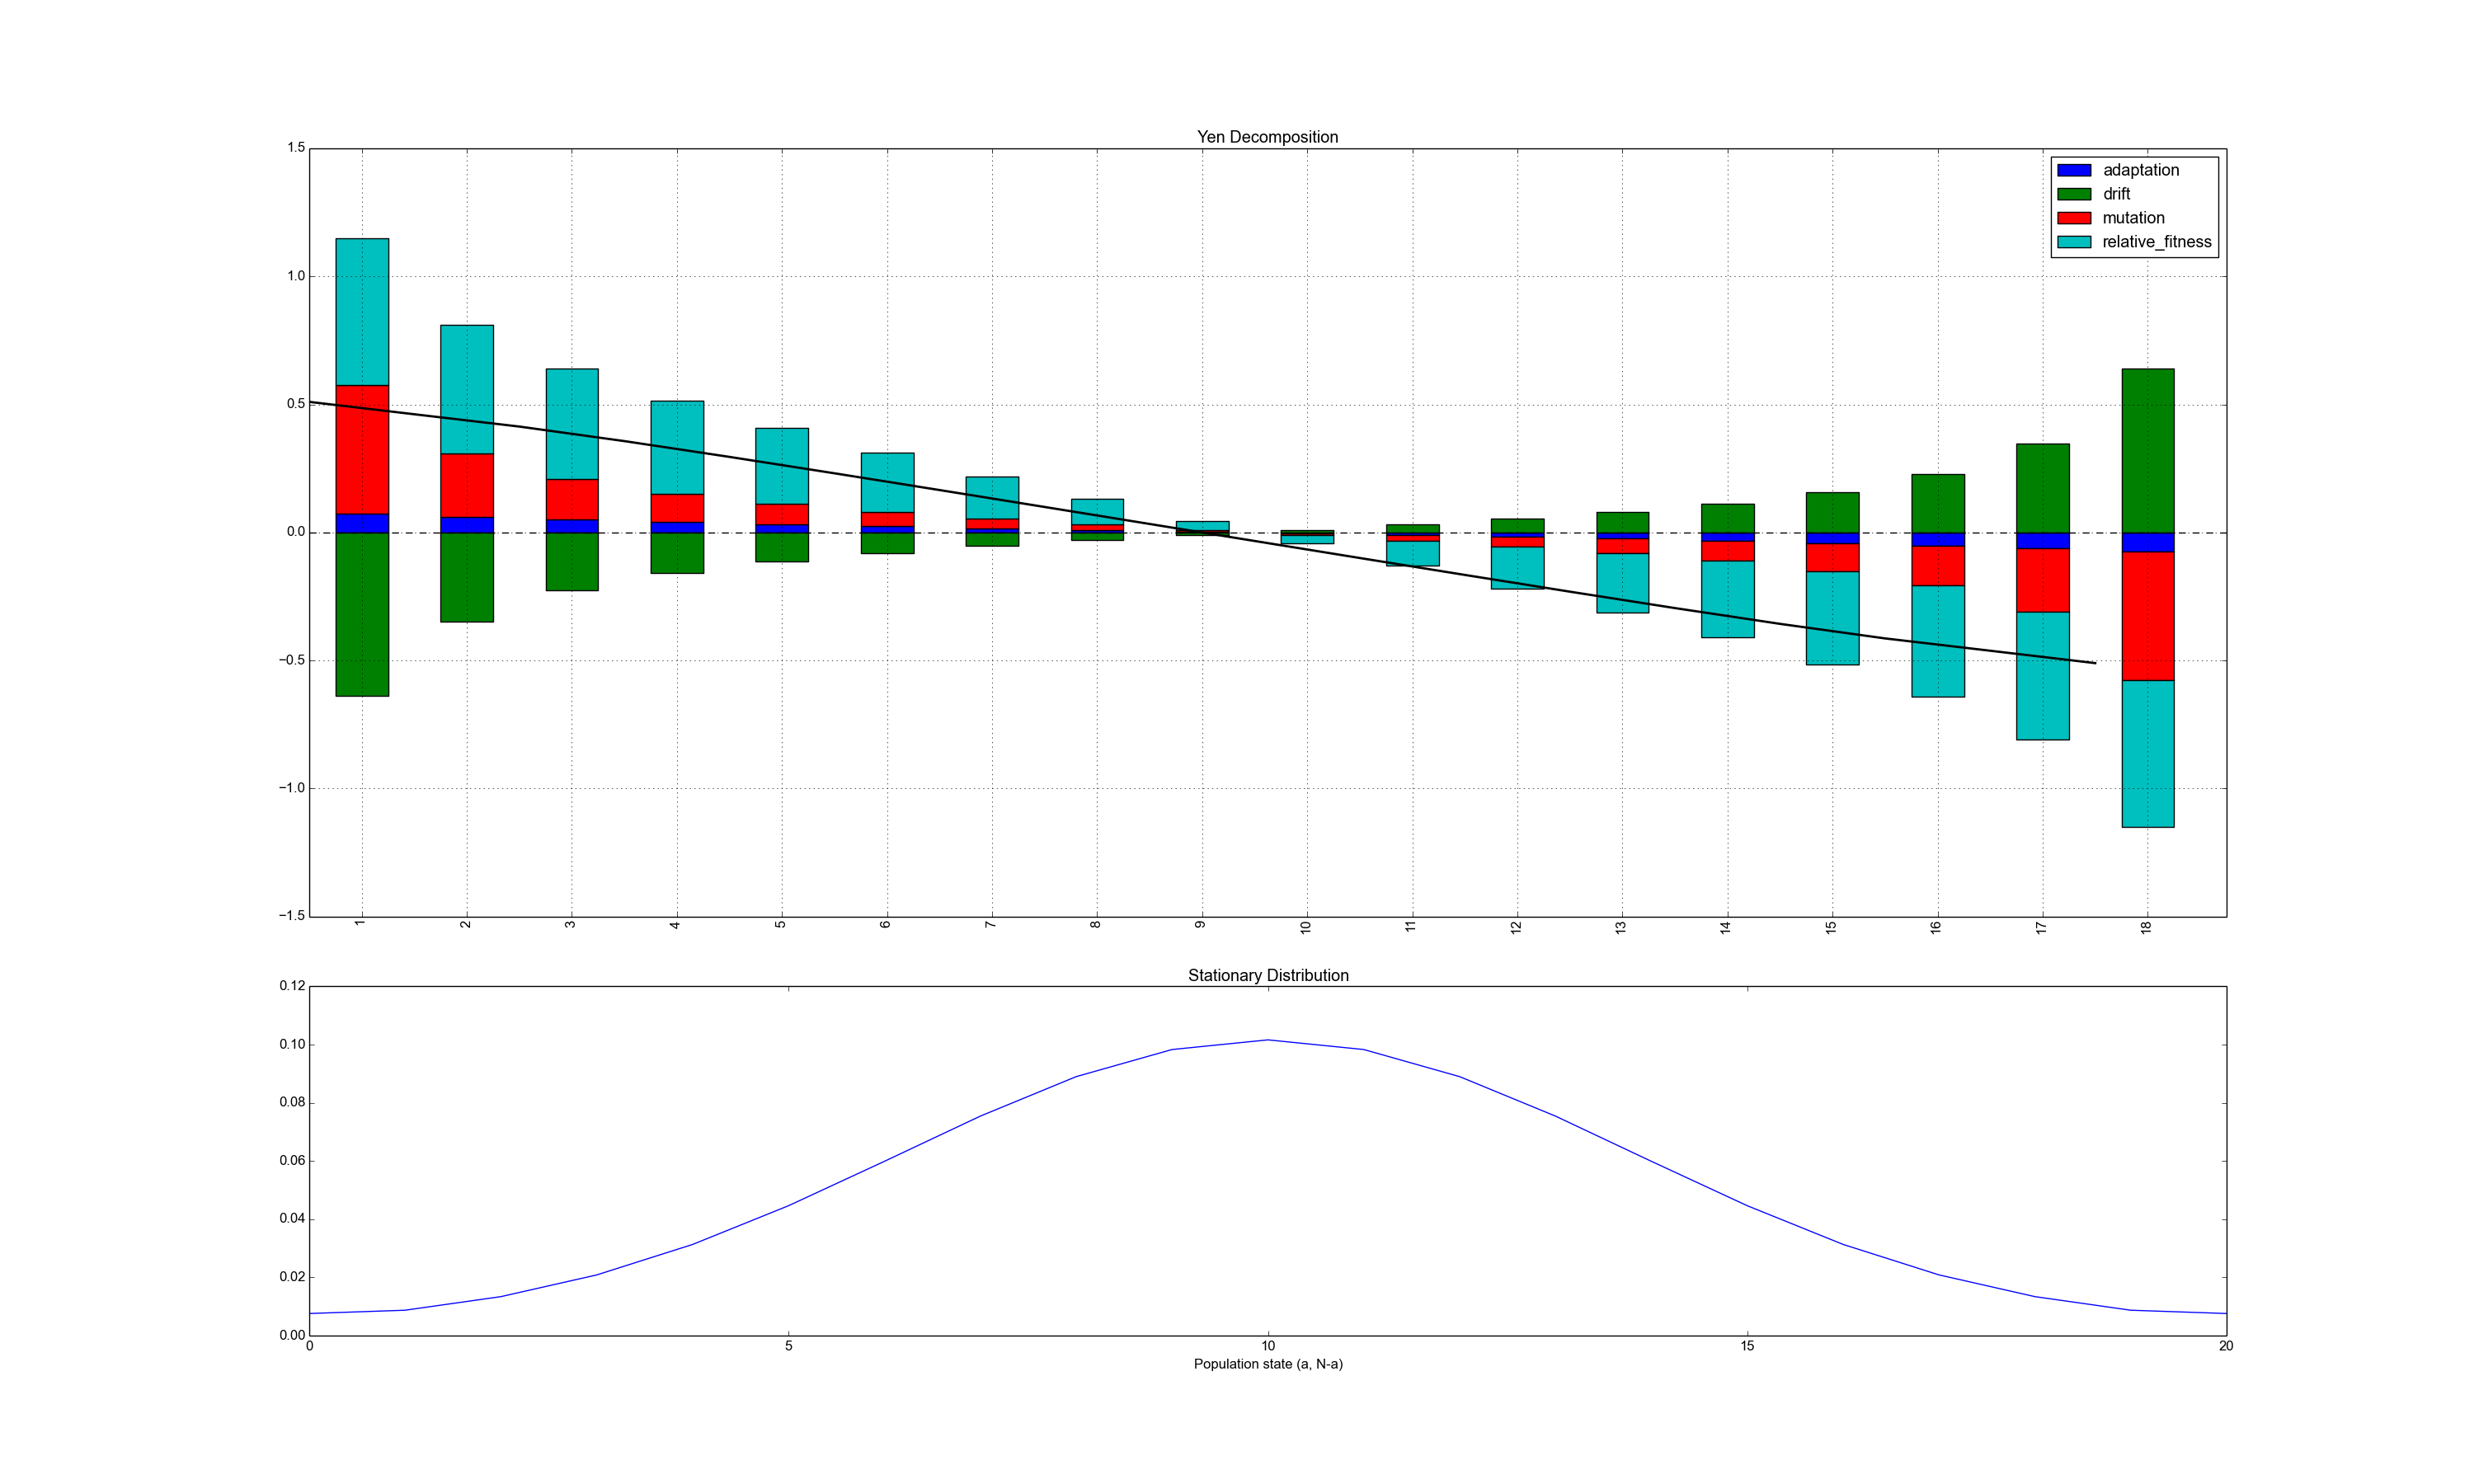 Yen Decomposition
1.5
1.0
0.5
0.0
−0.5
−1.0
−1.5
adaptation
drift
mutation
relative_fitness
1 2 3 4 5 6 7 8 9 10 11 12 13 14 15 16 17 18
Stationary Distribution
0.12
0.10
0.08
0.06
0.04
0.02
0.00
0 5 10 15 20
Population state (a, N-a)